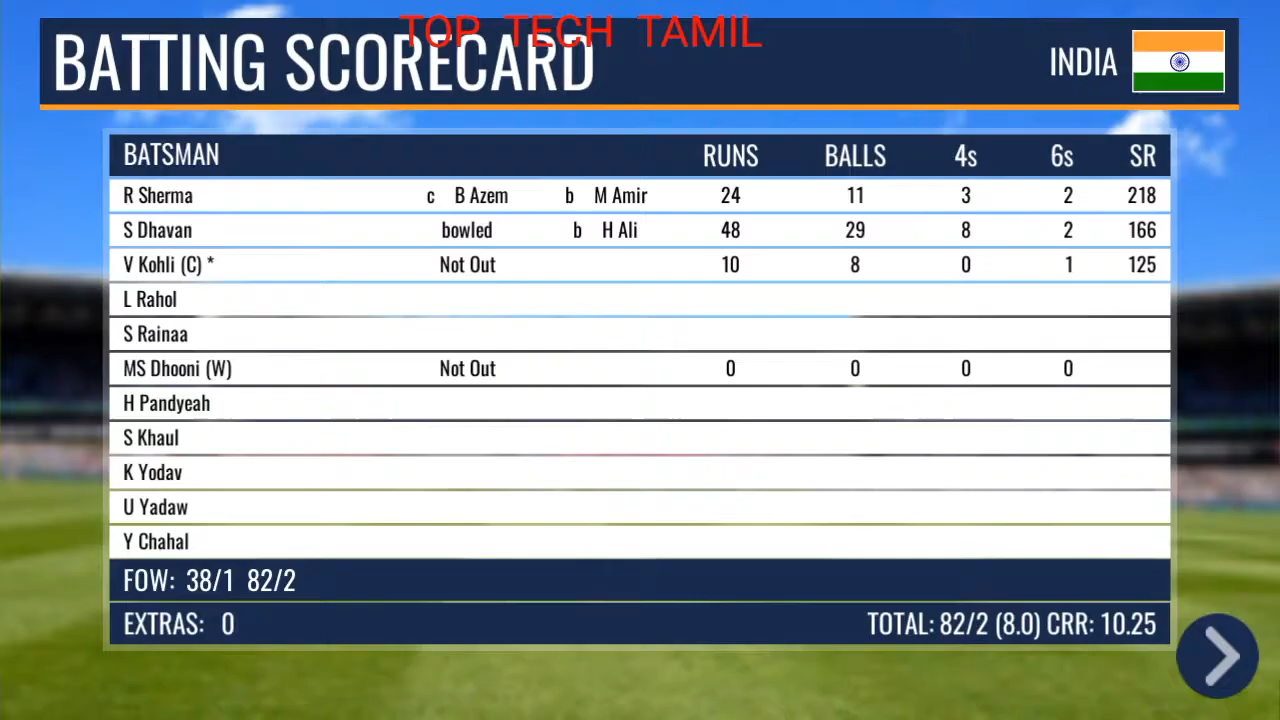 TOP TECH TAMIL
BATTING SCORECARD INDIA
BATSMAN RUNS BALLS 4s 6s SR
R Sherma c B Azem b M Amir 24 11 3 2 218
S Dhavan bowled b H Ali 48 29 8 2 166
V Kohli (C) * Not Out 10 8 0 1 125
L Rahol
S Rainaa
MS Dhooni (W) Not Out 0 0 0 0
H Pandyeah
S Khaul
K Yodav
U Yadaw
Y Chahal
FOW: 38/1 82/2
EXTRAS: 0 TOTAL: 82/2 (8.0) CRR: 10.25